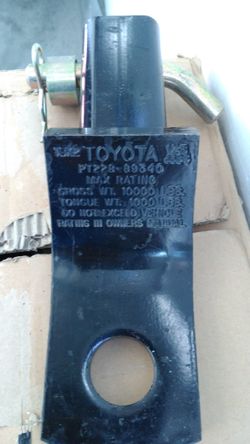 TOYOTA
PT228-89340
MAX RATING
GROSS WT. 10000 LBS.
TONGUE WT. 1000 LBS.
DO NOT EXCEED VEHICLE
RATING IN OWNERS MANUAL